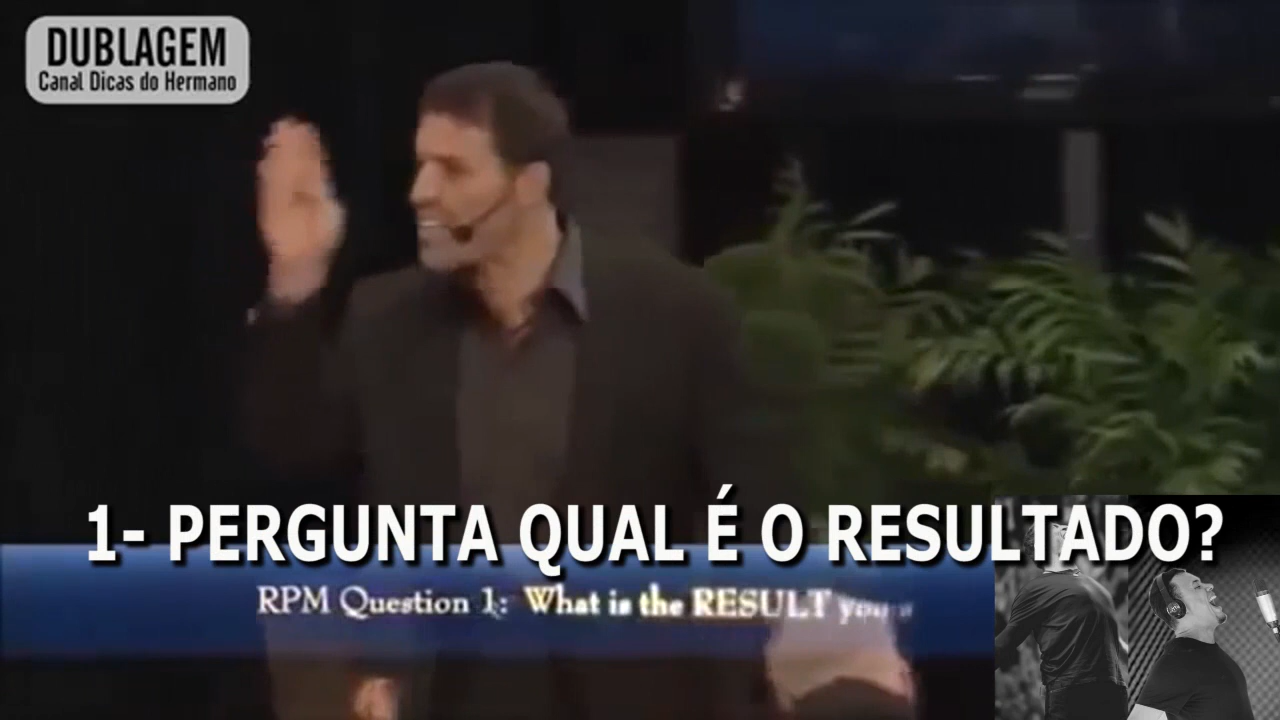 DUBLAGEM
Canal Dicas do Hermano
1- PERGUNTA QUAL É O RESULTADO?
RPM Question 1: What is the RESULT you